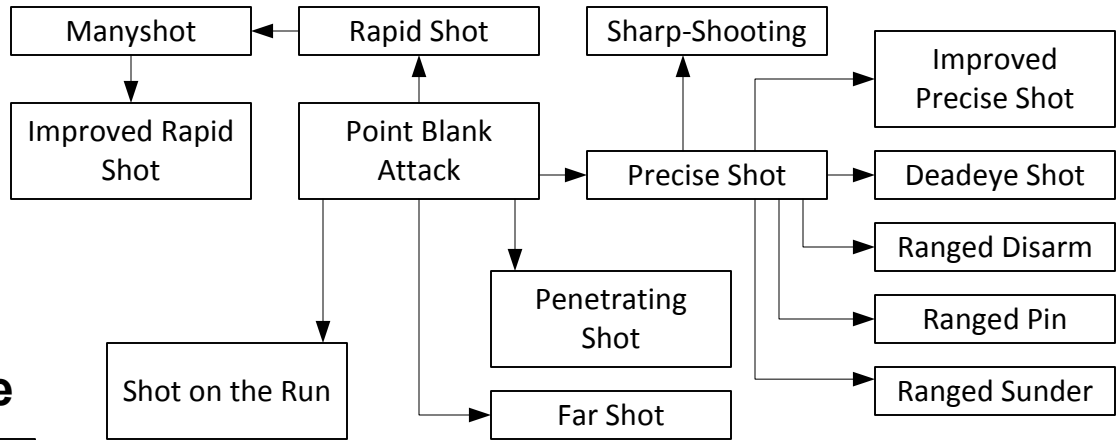 Manyshot
Rapid Shot
Sharp-Shooting
Improved
Precise Shot
Improved Rapid
Shot
Point Blank
Attack
Precise Shot
Deadeye Shot
Ranged Disarm
Penetrating
Shot
Ranged Pin
Shot on the Run
Far Shot
Ranged Sunder
e